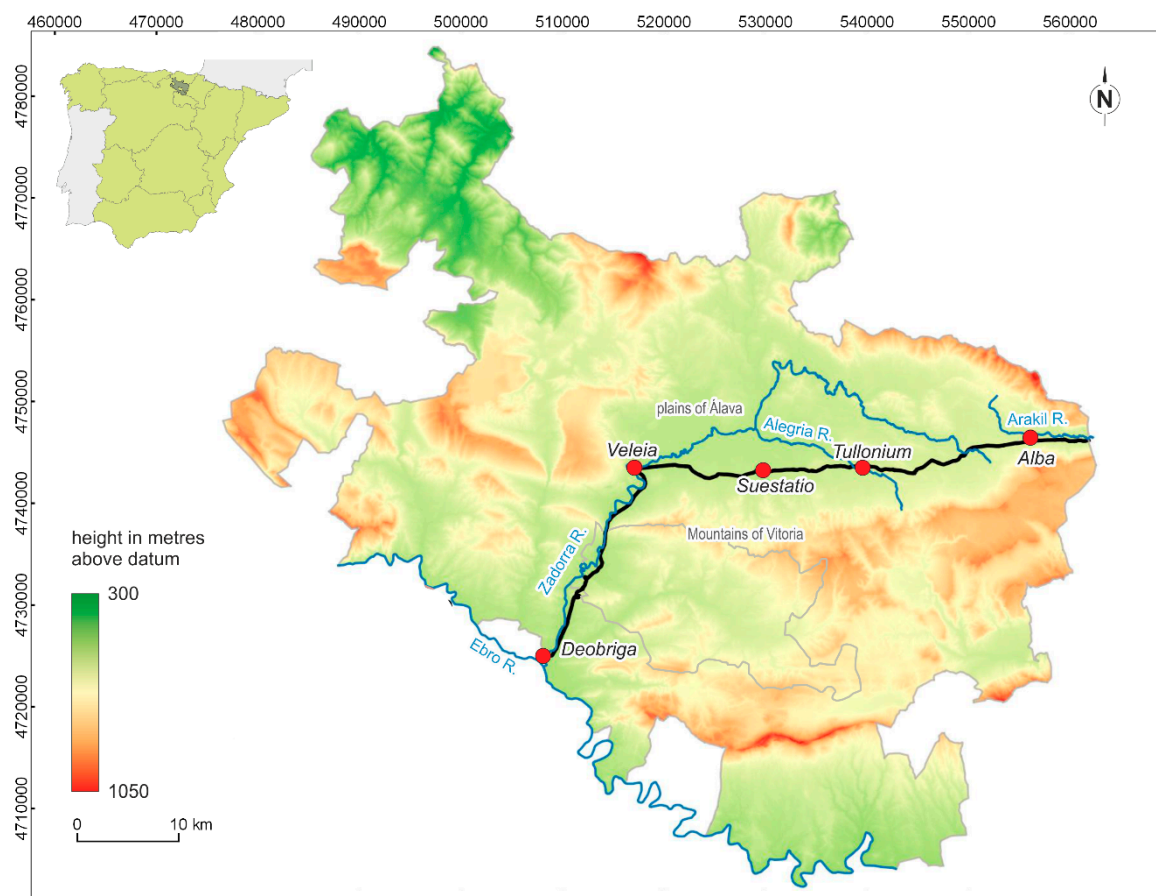 460000 470000 480000 490000 500000 510000 520000 530000 540000 550000 560000
4780000
4770000
4760000
4750000
4740000
4730000
4720000
4710000
N
plains of Álava
Alegria R.
Arakil R.
Veleia
Tullonium
Alba
Suestatio
Mountains of Vitoria
Zadorra R.
Deobriga
Ebro R.
height in metres
above datum
300
1050
0 10 km